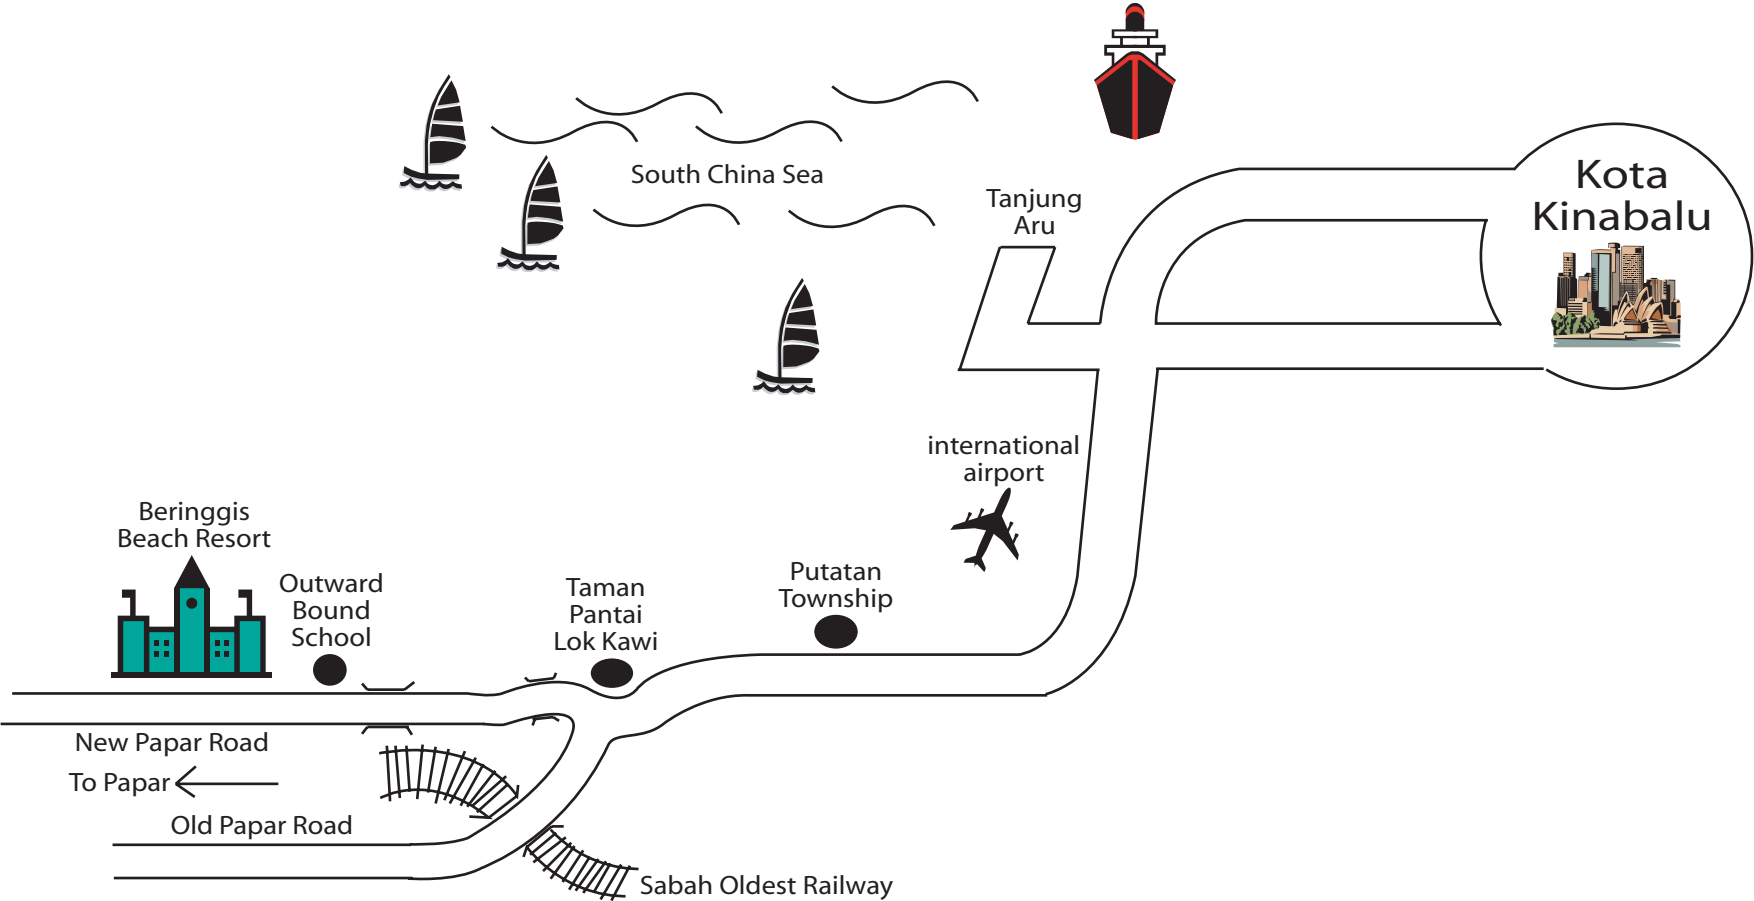 South China Sea
Tanjung
Aru
Kota
Kinabalu
international
airport
Beringgis
Beach Resort
Outward
Bound
School
Taman
Pantai
Lok Kawi
Putatan
Township
New Papar Road
To Papar
Old Papar Road
Sabah Oldest Railway